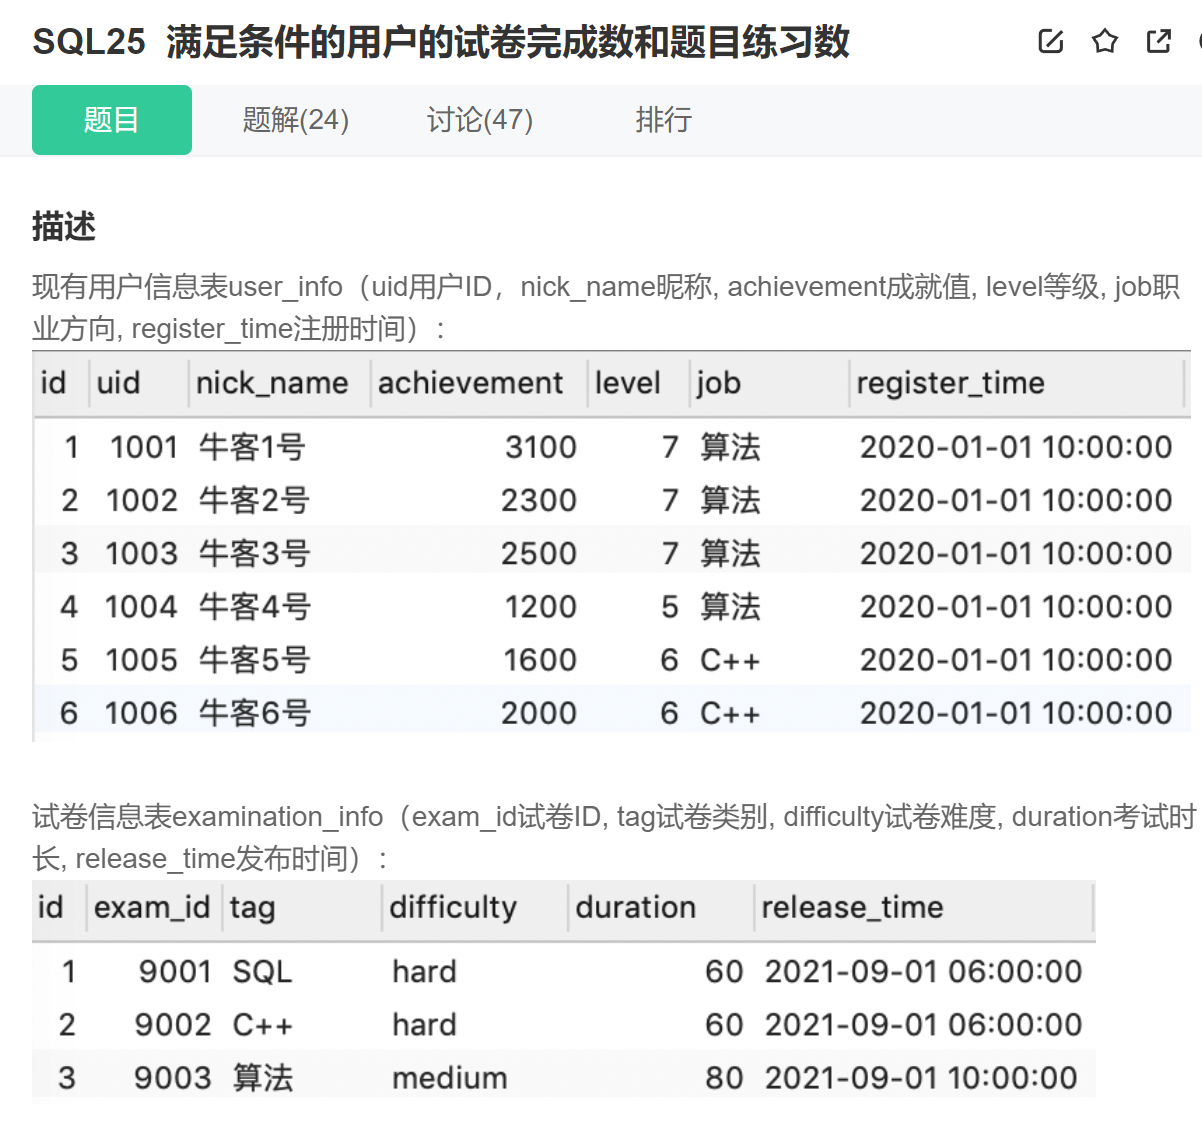 SQL25 满足条件的用户的试卷完成数和题目练习数
题目 题解(24) 讨论(47) 排行
描述
现有用户信息表user_info（uid用户ID，nick_name昵称, achievement成就值, level等级, job职
业方向, register_time注册时间）：
id uid nick_name achievement level job register_time
1 1001 牛客1号 3100 7 算法 2020-01-01 10:00:00
2 1002 牛客2号 2300 7 算法 2020-01-01 10:00:00
3 1003 牛客3号 2500 7 算法 2020-01-01 10:00:00
4 1004 牛客4号 1200 5 算法 2020-01-01 10:00:00
5 1005 牛客5号 1600 6 C++ 2020-01-01 10:00:00
6 1006 牛客6号 2000 6 C++ 2020-01-01 10:00:00
试卷信息表examination_info（exam_id试卷ID, tag试卷类别, difficulty试卷难度, duration考试时
长, release_time发布时间）：
id exam_id tag difficulty duration release_time
1 9001 SQL hard 60 2021-09-01 06:00:00
2 9002 C++ hard 60 2021-09-01 06:00:00
3 9003 算法 medium 80 2021-09-01 10:00:00